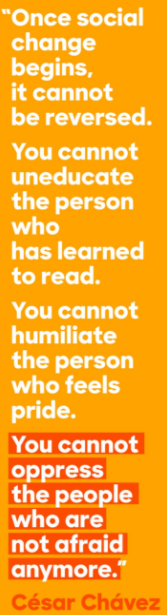 “Once social
change
begins,
it cannot
be reversed.
You cannot
uneducate
the person
who
has learned
to read.
You cannot
humiliate
the person
who feels
pride.
You cannot
oppress
the people
who are
not afraid
anymore.”
César Chávez